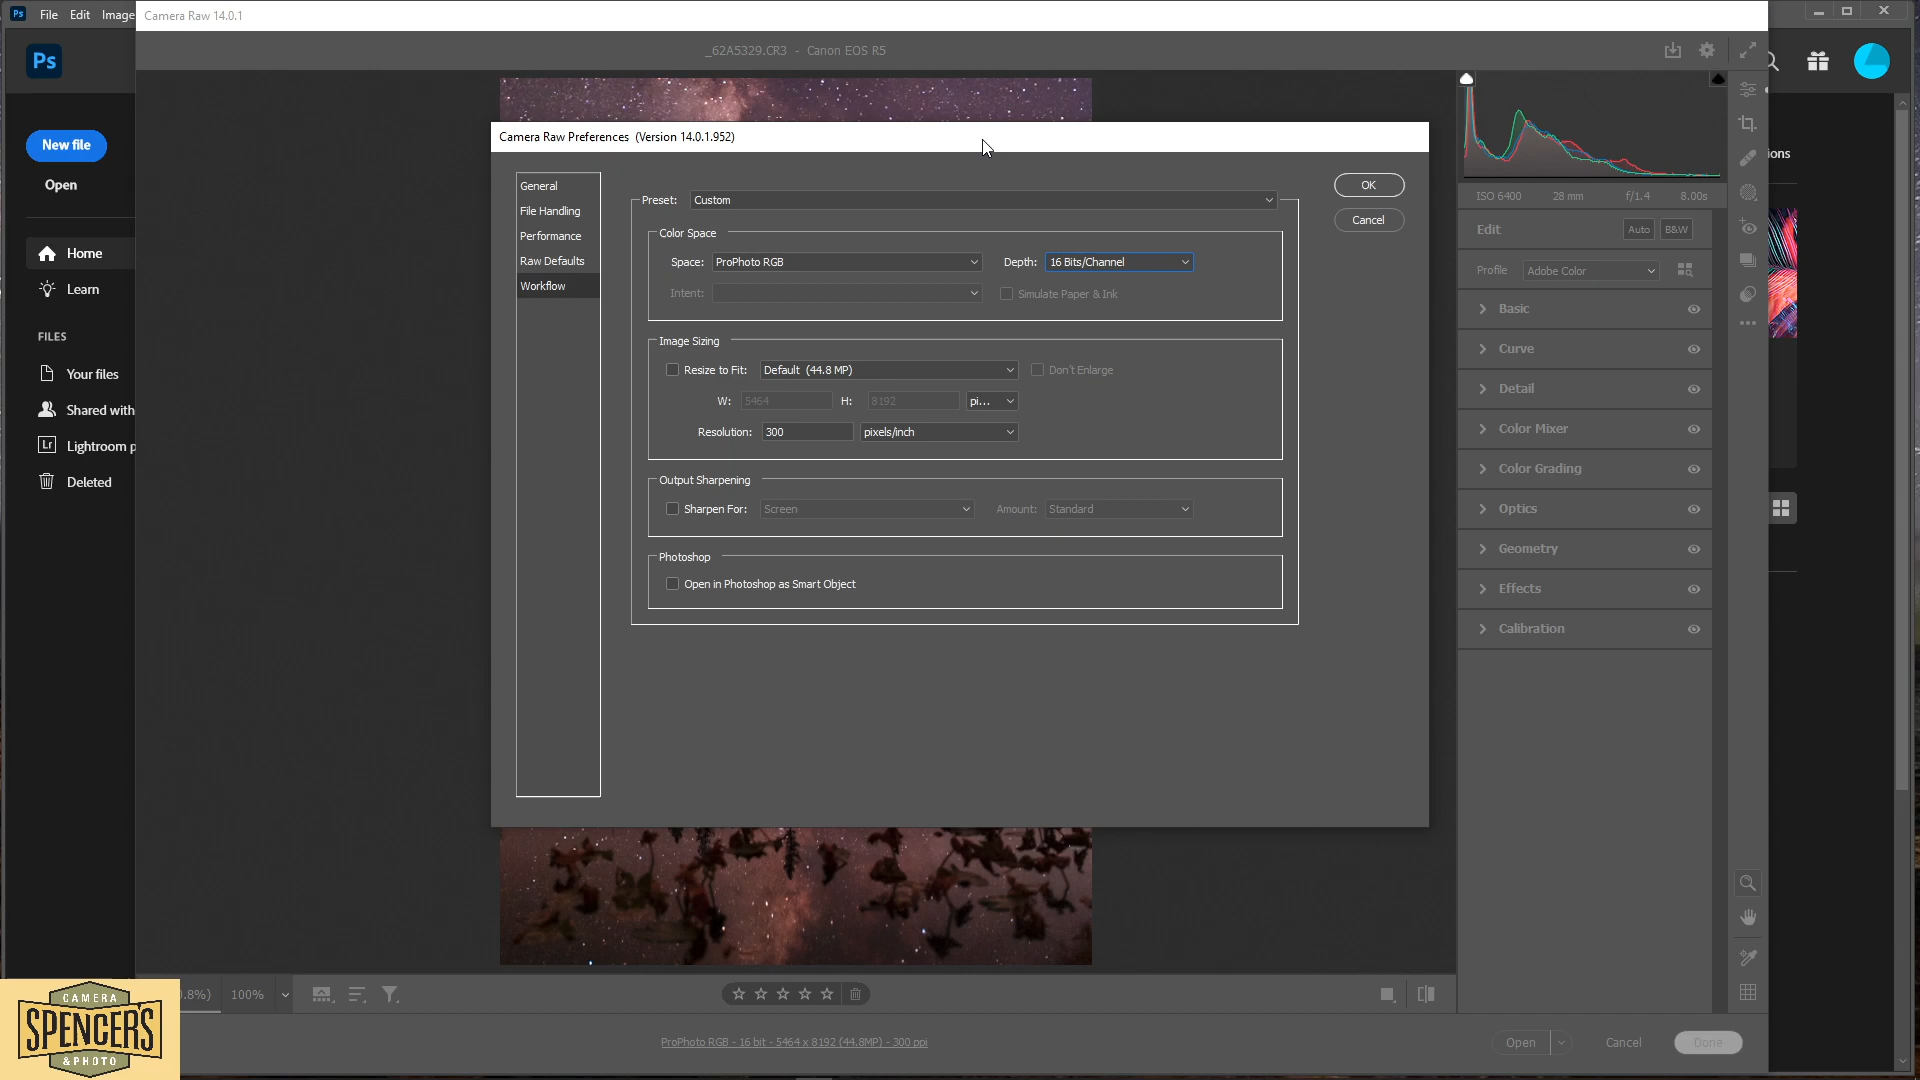 Ps File Edit Image
Camera Raw 14.0.1
_62A5329.CR3 - Canon EOS R5
Ps
New file
Open
Home
Learn
FILES
Your files
Shared with
Lr Lightroom p
Deleted
Camera Raw Preferences (Version 14.0.1.952)
General
File Handling
Performance
Raw Defaults
Workflow
Preset: Custom
OK
Cancel
Color Space
Space: ProPhoto RGB Depth: 16 Bits/Channel
Intent: Simulate Paper & Ink
Image Sizing
Resize to Fit: Default (44.8 MP) Don't Enlarge
W: 5464 H: 8192 pi...
Resolution: 300 pixels/inch
Output Sharpening
Sharpen For: Screen Amount: Standard
Photoshop
Open in Photoshop as Smart Object
ISO 6400 28 mm f/1.4 8.00s
Edit Auto B&W
Profile Adobe Color
Basic
Curve
Detail
Color Mixer
Color Grading
Optics
Geometry
Effects
Calibration
ions
.8%) 100%
ProPhoto RGB - 16 bit - 5464 x 8192 (44.8MP) - 300 ppi
Open Cancel Done
CAMERA
SPENCER'S
& PHOTO